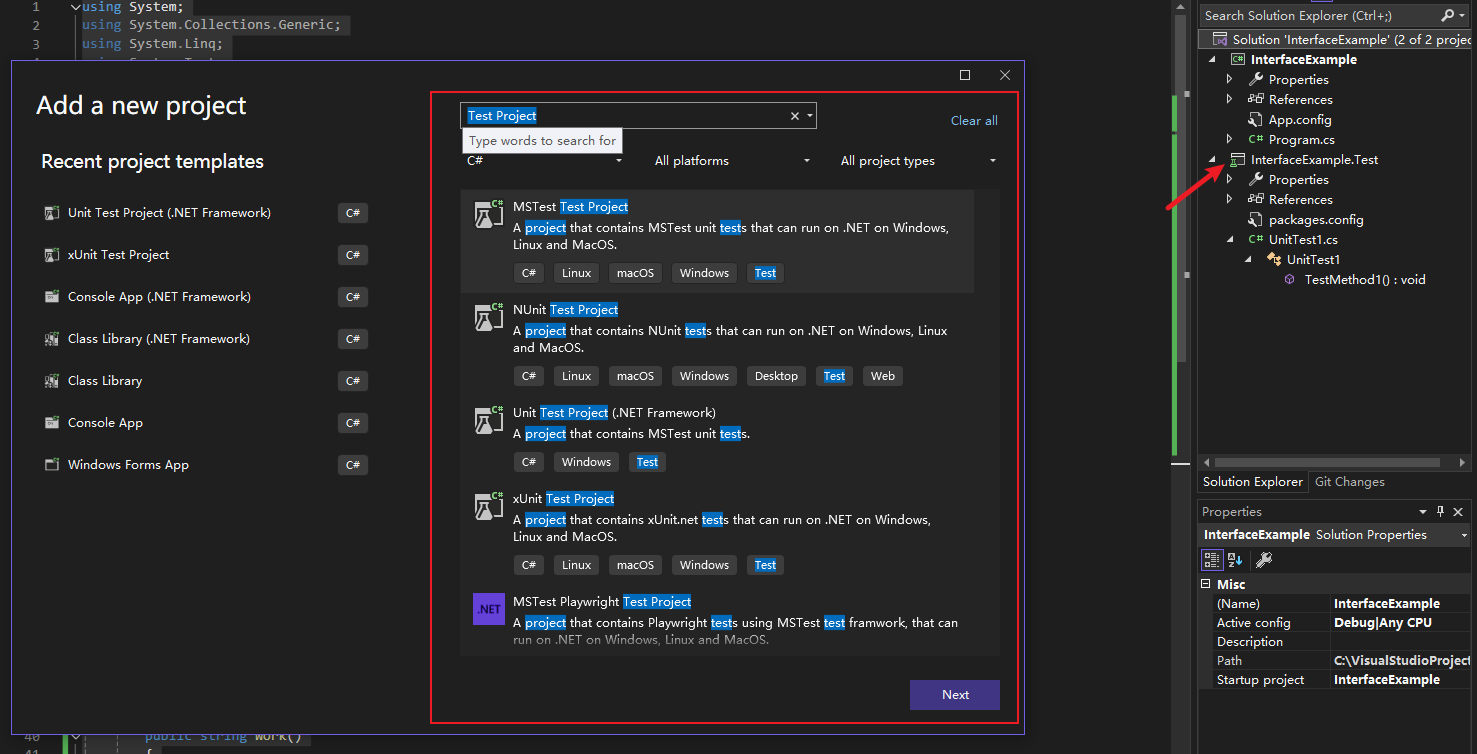 1 using System;
2 using System.Collections.Generic;
3 using System.Linq;
Add a new project
Recent project templates
Unit Test Project (.NET Framework) C#
xUnit Test Project C#
Console App (.NET Framework) C#
Class Library (.NET Framework) C#
Class Library C#
Console App C#
Windows Forms App C#
Test Project
Clear all
Type words to search for
C# All platforms All project types
MSTest Test Project
A project that contains MSTest unit tests that can run on .NET on Windows,
Linux and MacOS.
C# Linux macOS Windows Test
NUnit Test Project
A project that contains NUnit tests that can run on .NET on Windows, Linux
and MacOS.
C# Linux macOS Windows Desktop Test Web
Unit Test Project (.NET Framework)
A project that contains MSTest unit tests.
C# Windows Test
xUnit Test Project
A project that contains xUnit.net tests that can run on .NET on Windows,
Linux and MacOS.
C# Linux macOS Windows Test
.NET
MSTest Playwright Test Project
A project that contains Playwright tests using MSTest test framwork, that can
run on .NET on Windows, Linux and MacOS.
Next
40 public string Work()
41 {
Search Solution Explorer (Ctrl+;)
Solution 'InterfaceExample' (2 of 2 projec
C# InterfaceExample
Properties
References
App.config
C# Program.cs
InterfaceExample.Test
Properties
References
packages.config
C# UnitTest1.cs
UnitTest1
TestMethod1() : void
Solution Explorer Git Changes
Properties
InterfaceExample Solution Properties
Misc
(Name) InterfaceExample
Active config Debug|Any CPU
Description
Path C:\VisualStudioProject
Startup project InterfaceExample